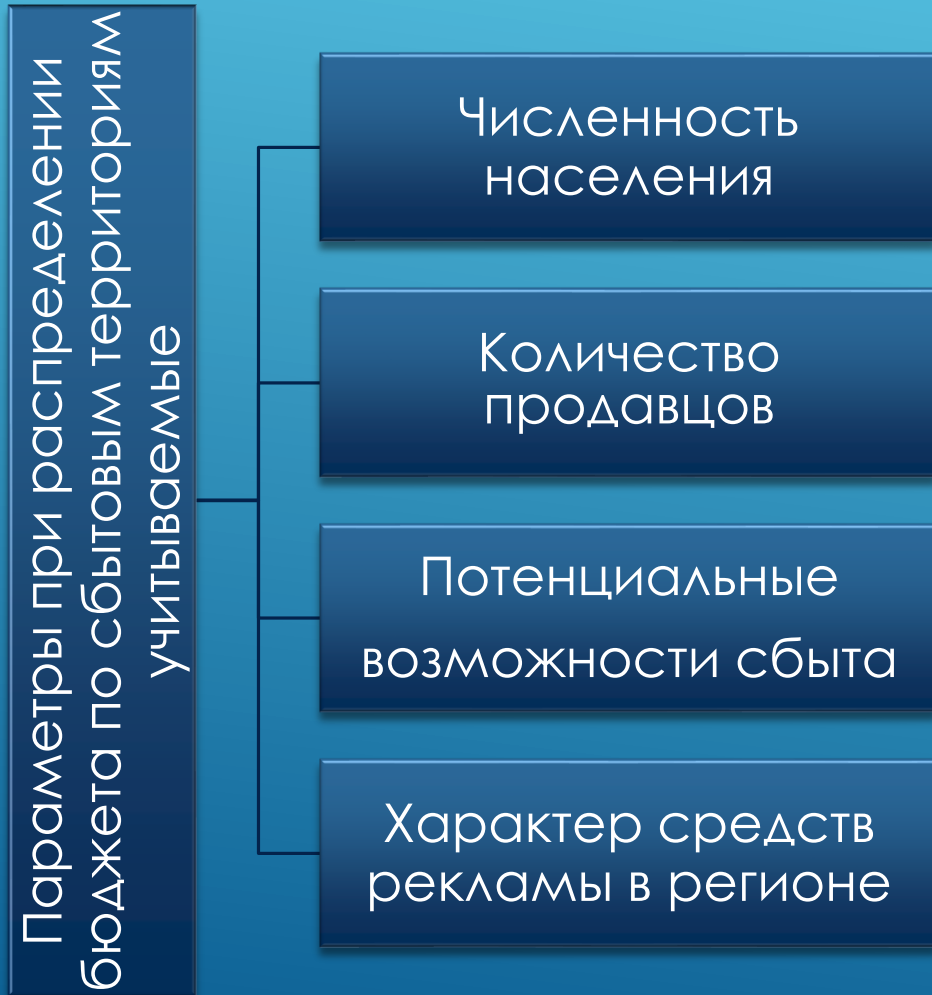 Параметры при распределении
бюджета по сбытовым территориям
учитываемые
Численность
населения
Количество
продавцов
Потенциальные
возможности сбыта
Характер средств
рекламы в регионе